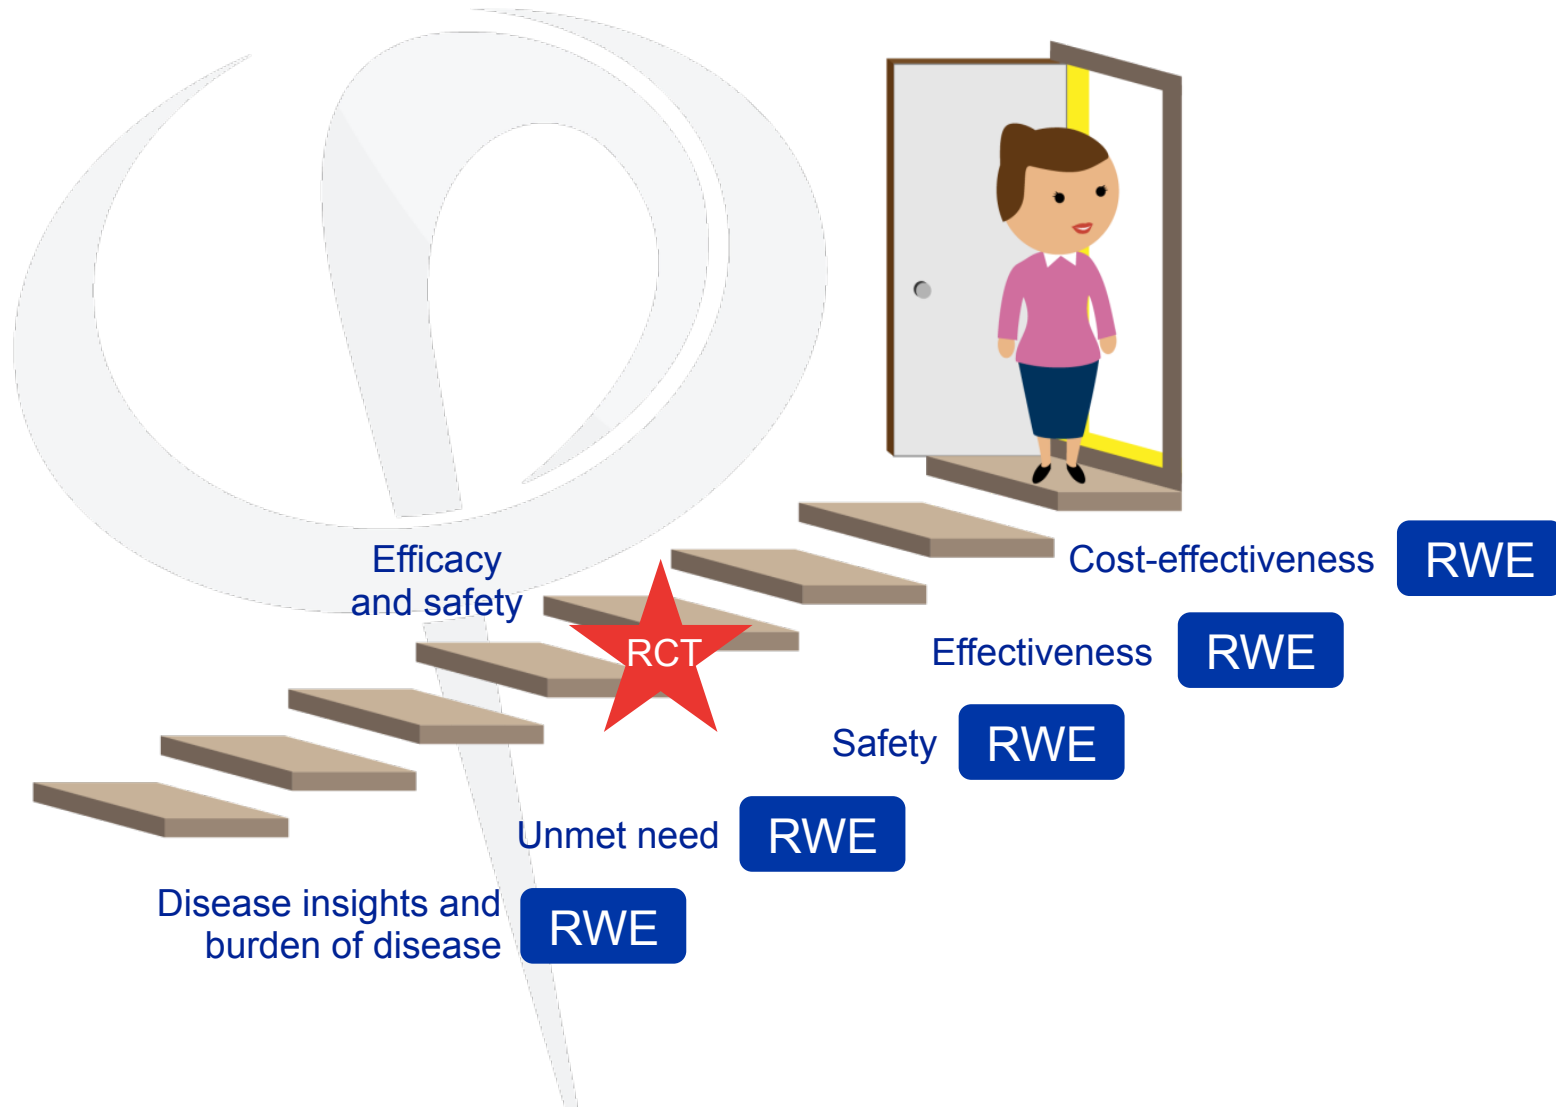 Efficacy
and safety
RCT
Cost-effectiveness RWE
Effectiveness RWE
Safety RWE
Unmet need RWE
Disease insights and
burden of disease
RWE